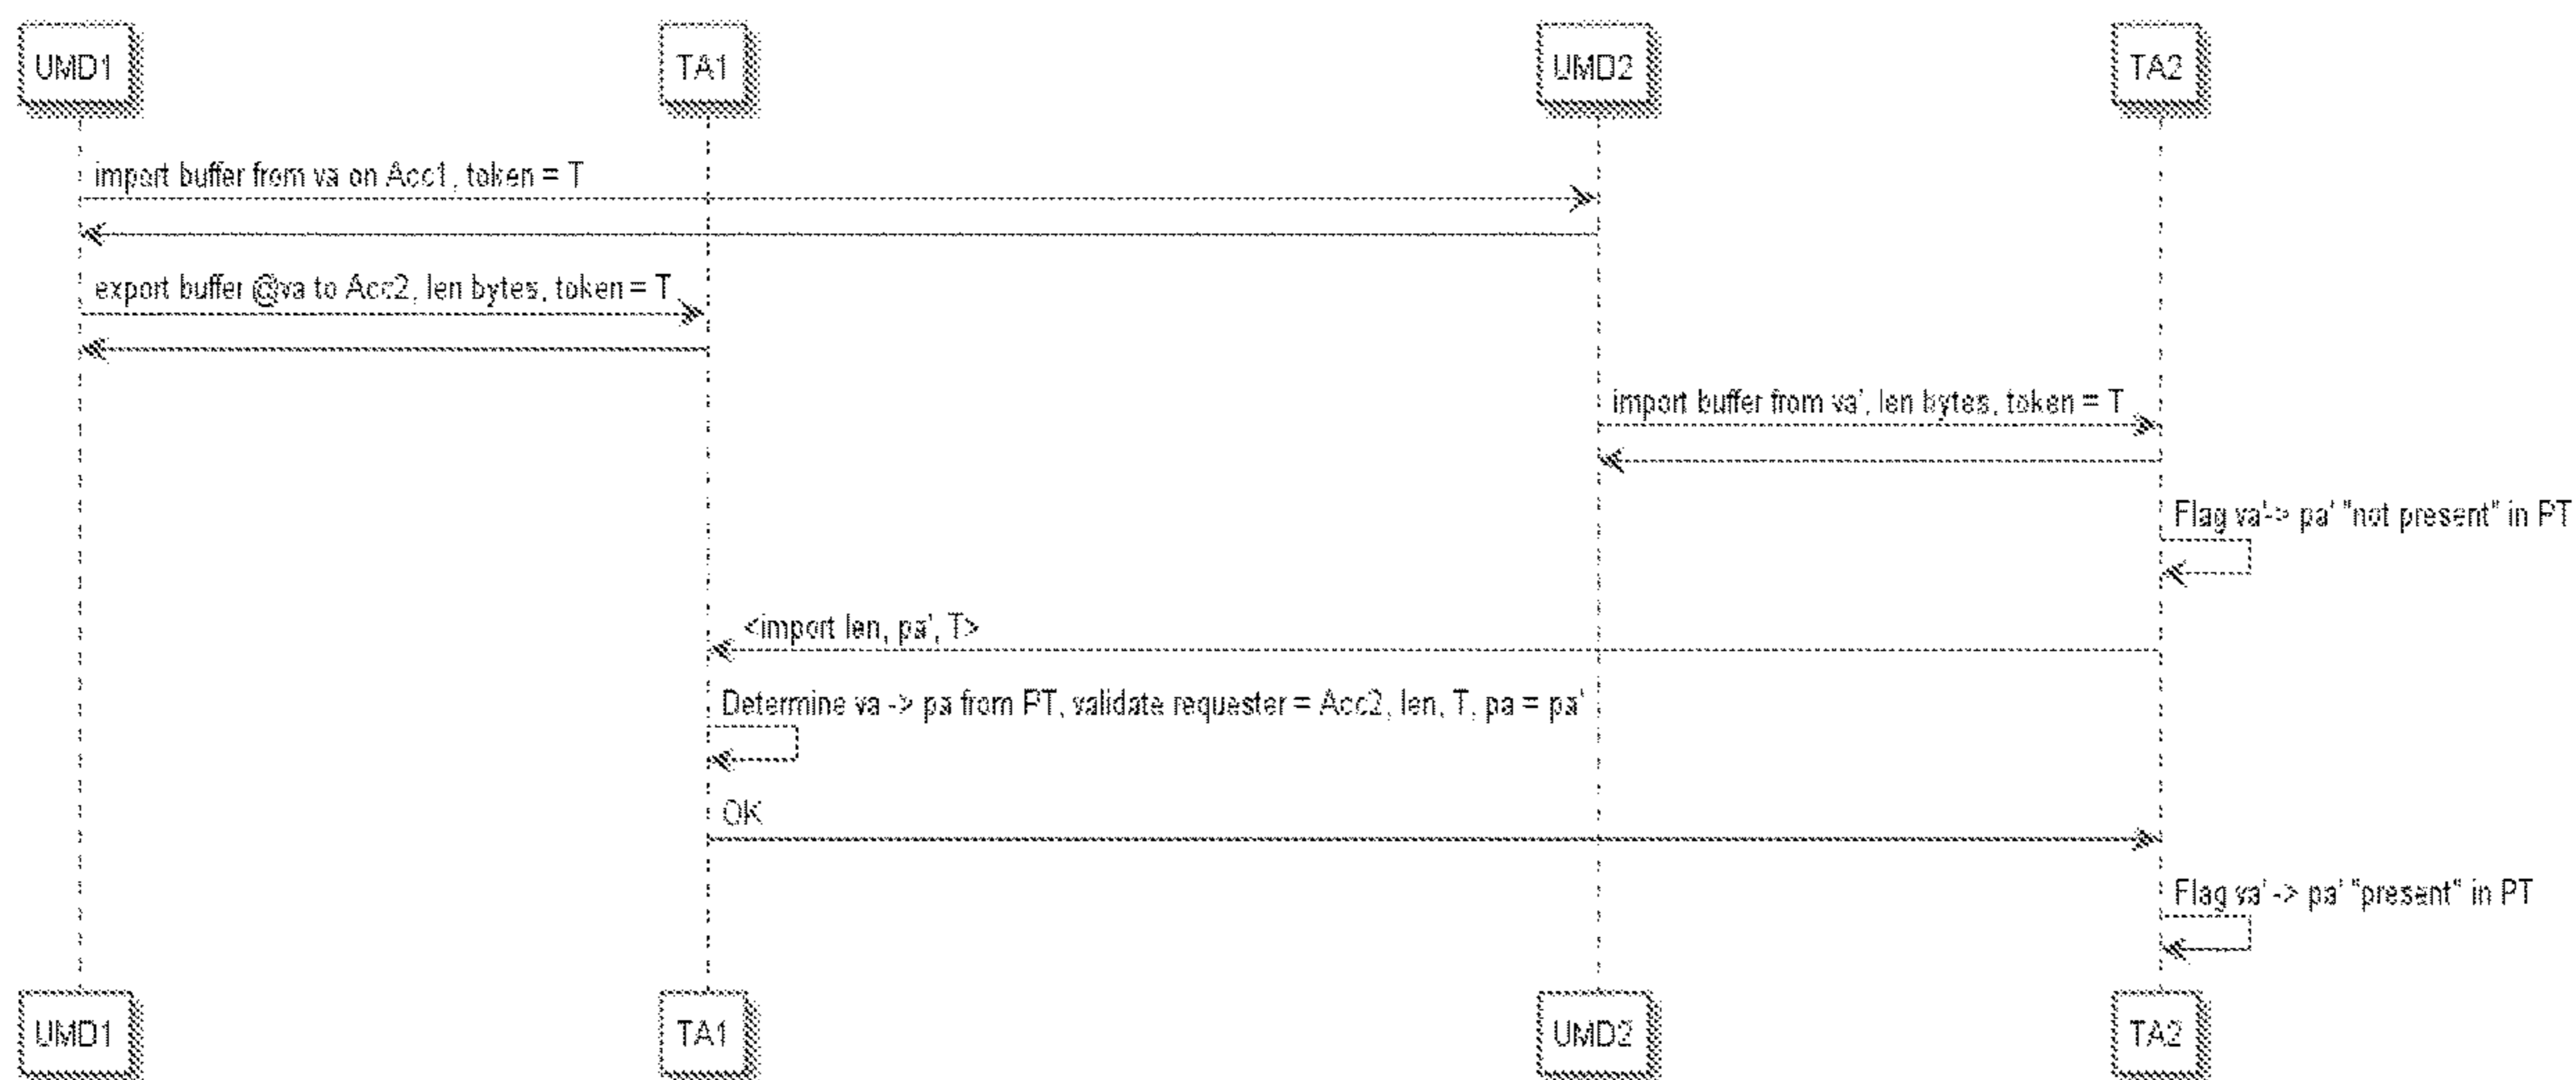 UMD1 TA1 UMD2 TA2
import buffer from va on Acc1, token = T
export buffer @va to Acc2, len bytes, token = T
import buffer from va', len bytes, token = T
Flag va'-> pa' "not present" in PT
<import len, pa', T>
Determine va -> pa from PT, validate requester = Acc2, len, T, pa = pa'
OK
Flag va' -> pa' "present" in PT
UMD1 TA1 UMD2 TA2